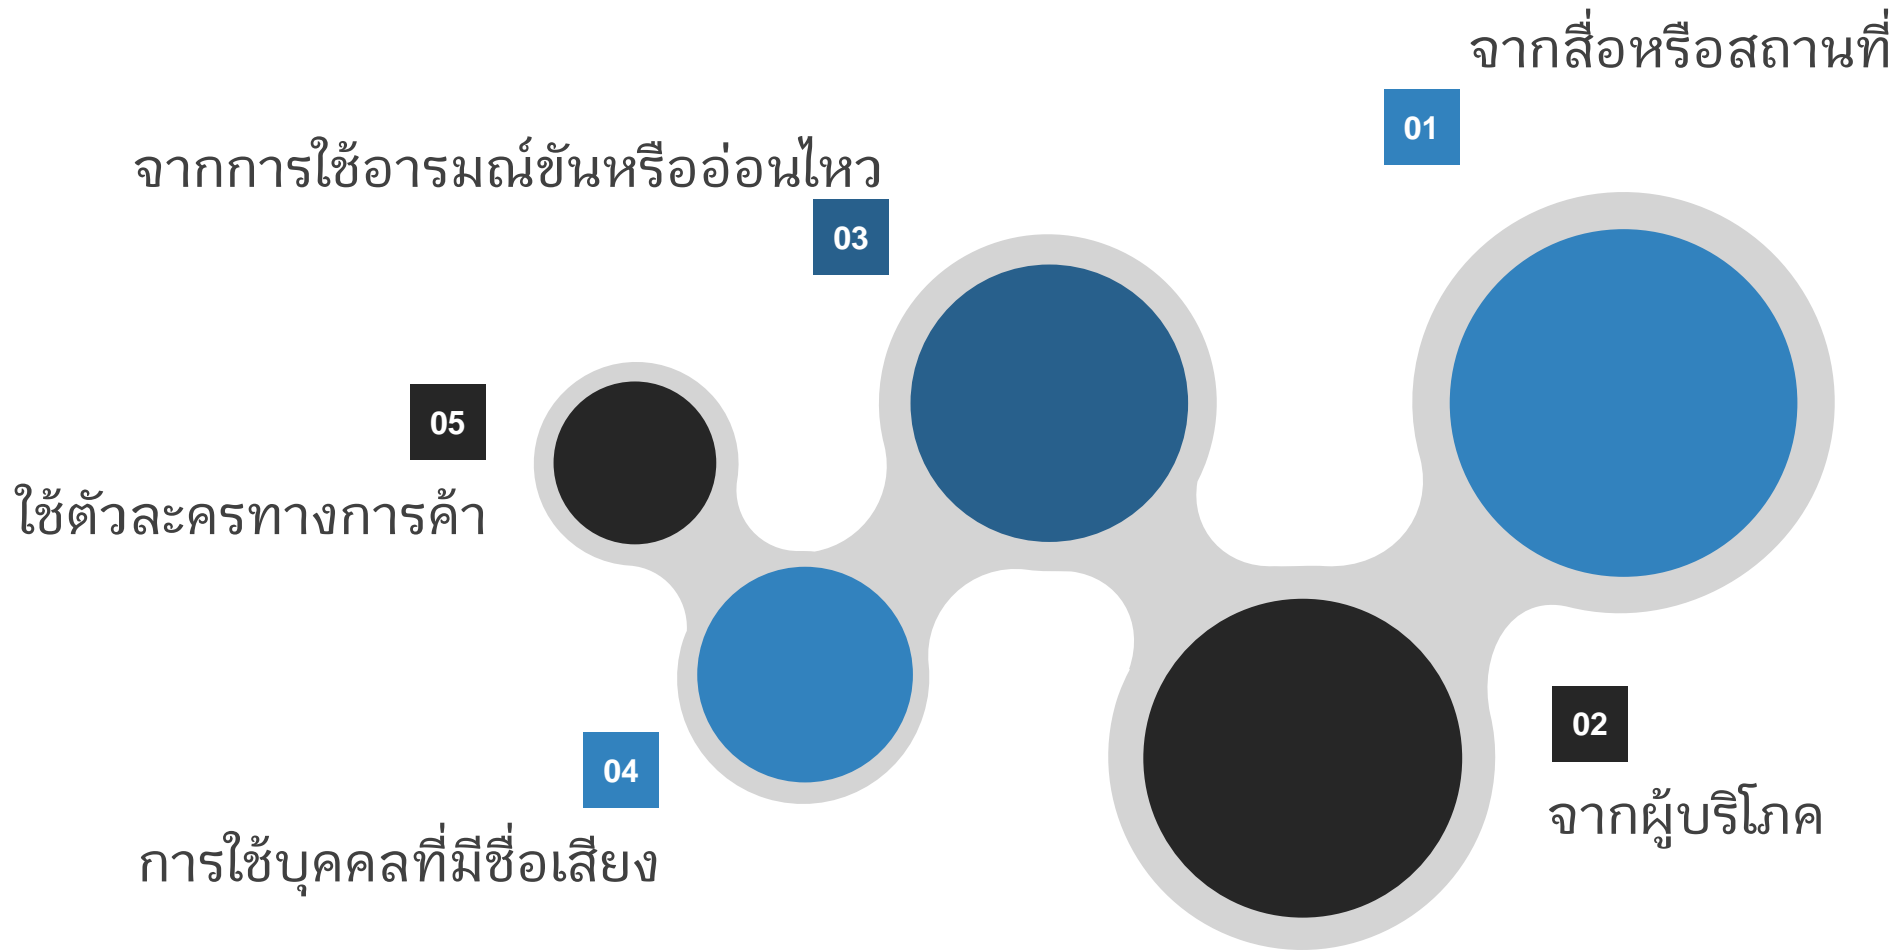 จากสื่อหรือสถานที่
01
จากการใช้อารมณ์ขันหรืออ่อนไหว
03
05
ใช้ตัวละครทางการค้า
02
04
จากผู้บริโภค
การใช้บุคคลที่มีชื่อเสียง